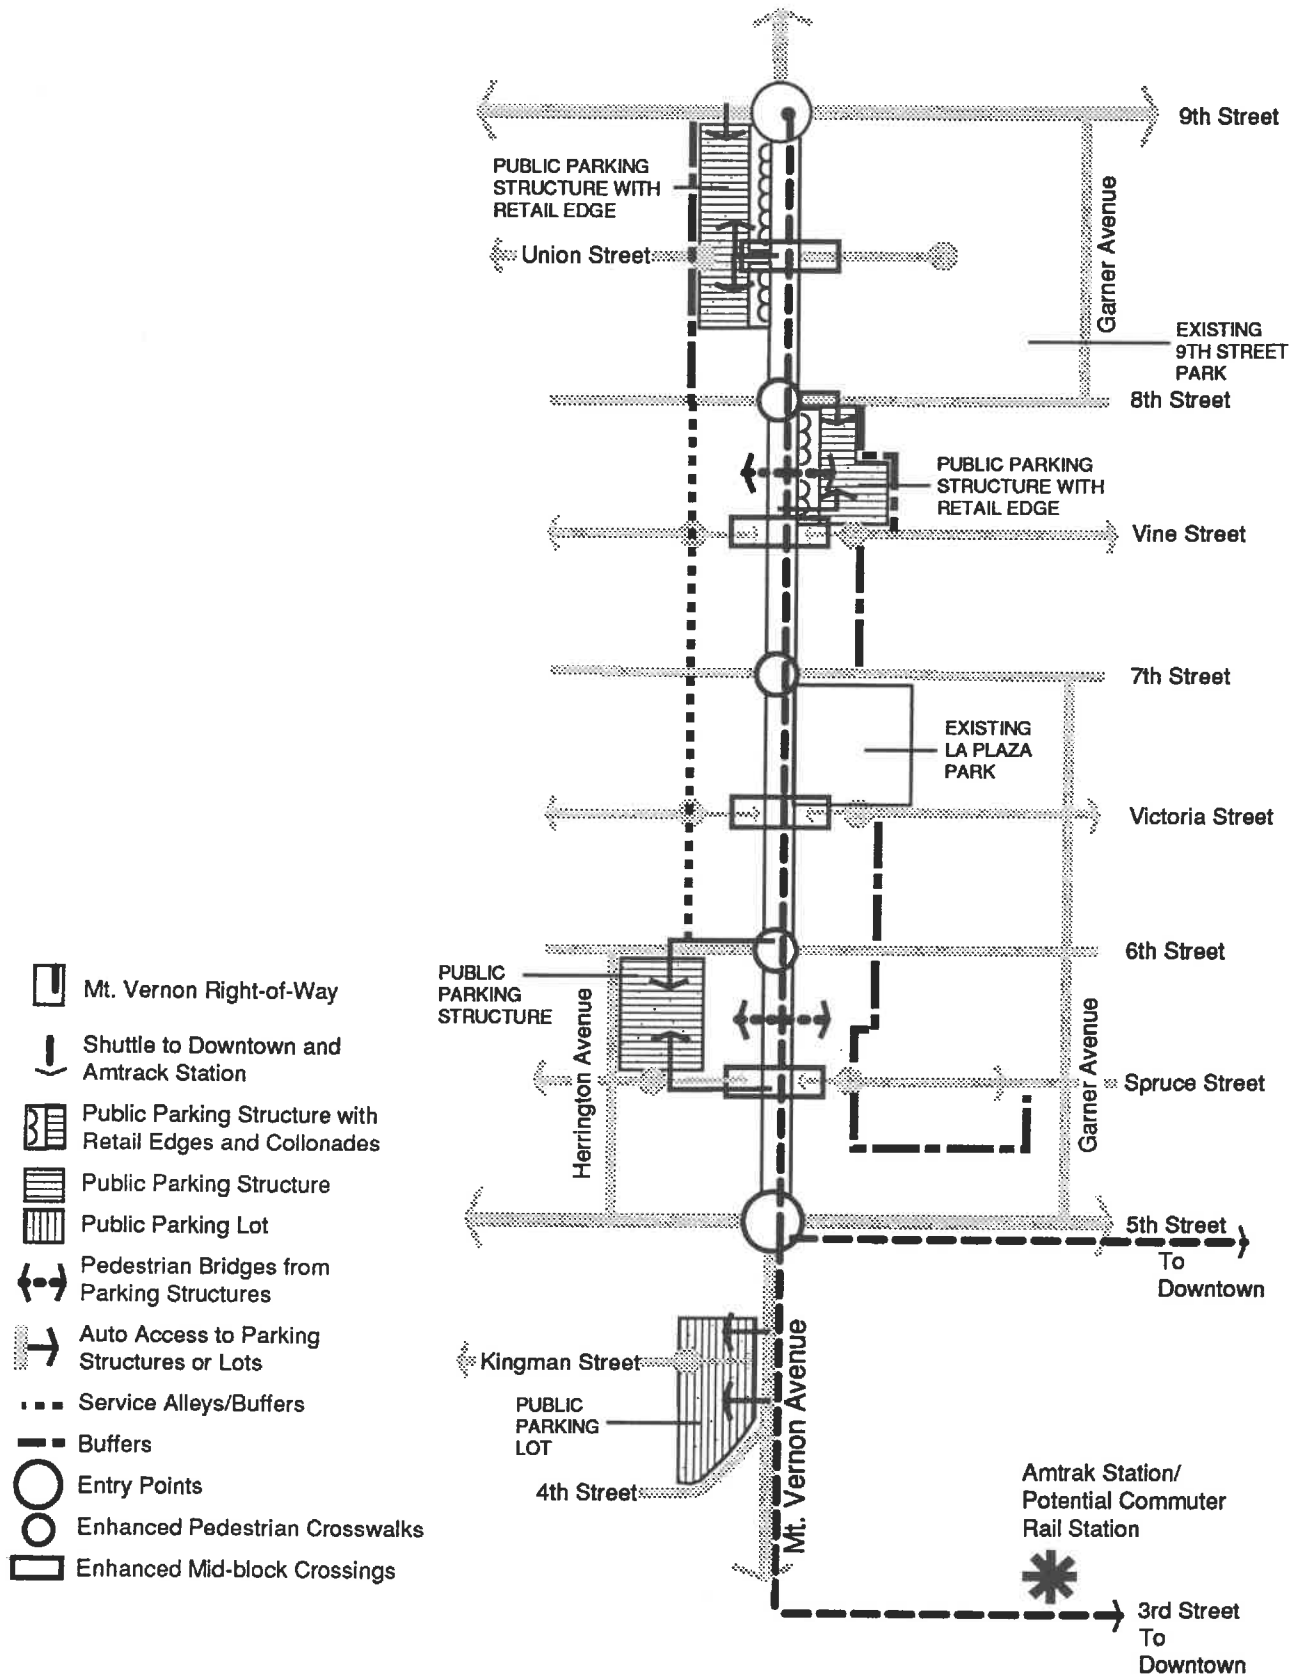 9th Street
PUBLIC PARKING
STRUCTURE WITH
RETAIL EDGE
Garner Avenue
Union Street
EXISTING
9TH STREET
PARK
8th Street
PUBLIC PARKING
STRUCTURE WITH
RETAIL EDGE
Vine Street
7th Street
EXISTING
LA PLAZA
PARK
Victoria Street
6th Street
PUBLIC
PARKING
STRUCTURE
Herrington Avenue
Garner Avenue
Spruce Street
5th Street
To
Downtown
Kingman Street
PUBLIC
PARKING
LOT
4th Street
Mt. Vernon Avenue
Amtrak Station/
Potential Commuter
Rail Station
3rd Street
To
Downtown
Mt. Vernon Right-of-Way
Shuttle to Downtown and
Amtrack Station
Public Parking Structure with
Retail Edges and Collonades
Public Parking Structure
Public Parking Lot
Pedestrian Bridges from
Parking Structures
Auto Access to Parking
Structures or Lots
Service Alleys/Buffers
Buffers
Entry Points
Enhanced Pedestrian Crosswalks
Enhanced Mid-block Crossings